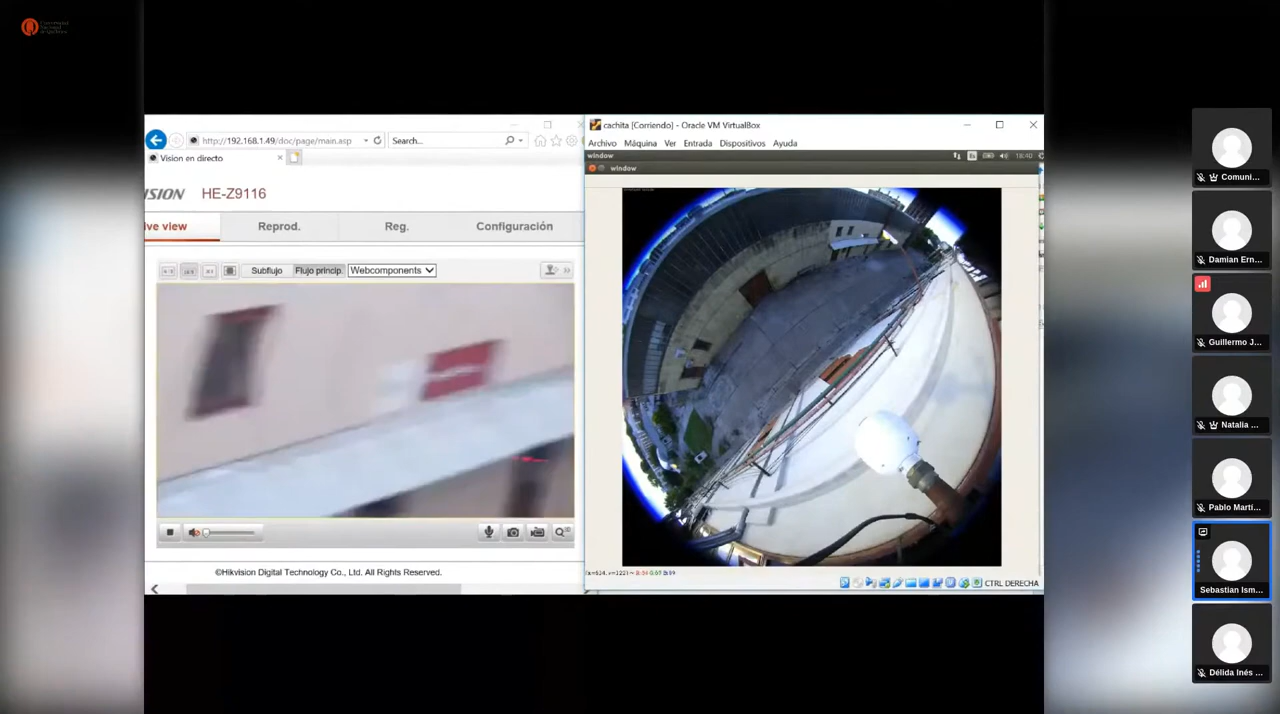 http://192.168.1.49/doc/page/main.asp
Search...
Vision en directo
ISION HE-Z9116
ive view
Reprod.
Reg.
Configuración
Subflujo
Flujo princip.
Webcomponents
©Hikvision Digital Technology Co., Ltd. All Rights Reserved.
cachita [Corriendo] - Oracle VM VirtualBox
Archivo Máquina Ver Entrada Dispositivos Ayuda
window
18:40
window
CTRL DERECHA
Comuni...
Damian Ern...
Guillermo J...
Natalia ...
Pablo Marti...
Sebastian Ism...
Délida Inés ...